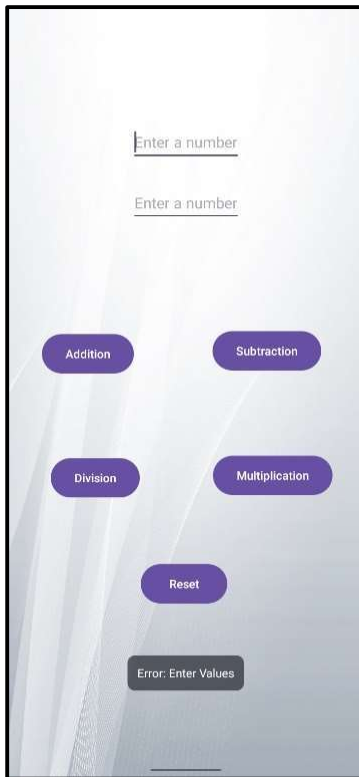 Enter a number
Enter a number
Addition
Subtraction
Division
Multiplication
Reset
Error: Enter Values